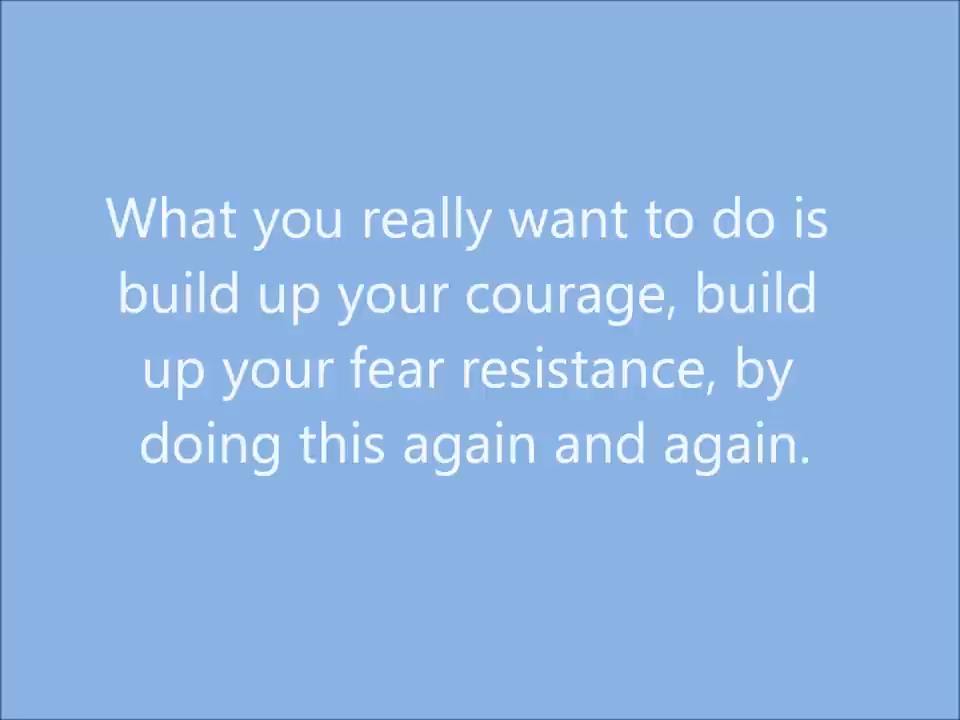 What you really want to do is
build up your courage, build
up your fear resistance, by
doing this again and again.